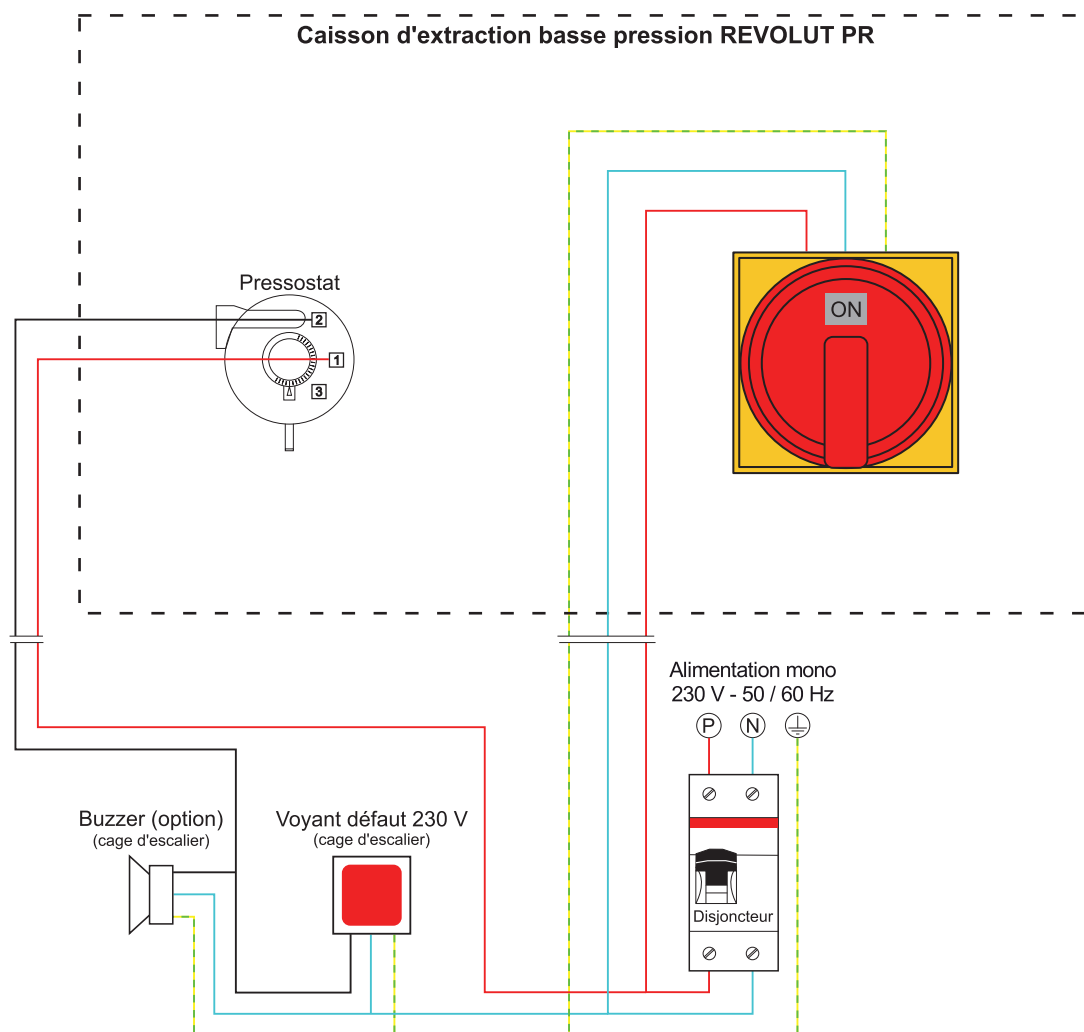 Caisson d'extraction basse pression REVOLUT PR
Pressostat
2
1
3
ON
Alimentation mono
230 V - 50 / 60 Hz
P N
Buzzer (option)
(cage d'escalier)
Voyant défaut 230 V
(cage d'escalier)
Disjoncteur